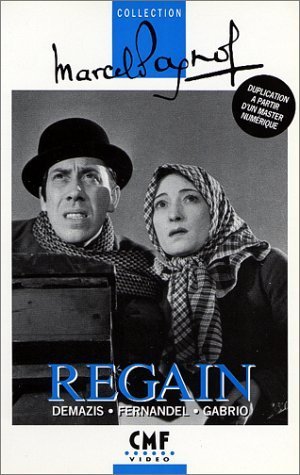 COLLECTION
Marcel Pagnol
DUPLICATION
A PARTIR
D'UN MASTER
NUMÉRIQUE
REGAIN
DEMAZIS • FERNANDEL • GABRIO
CMF
VIDEO